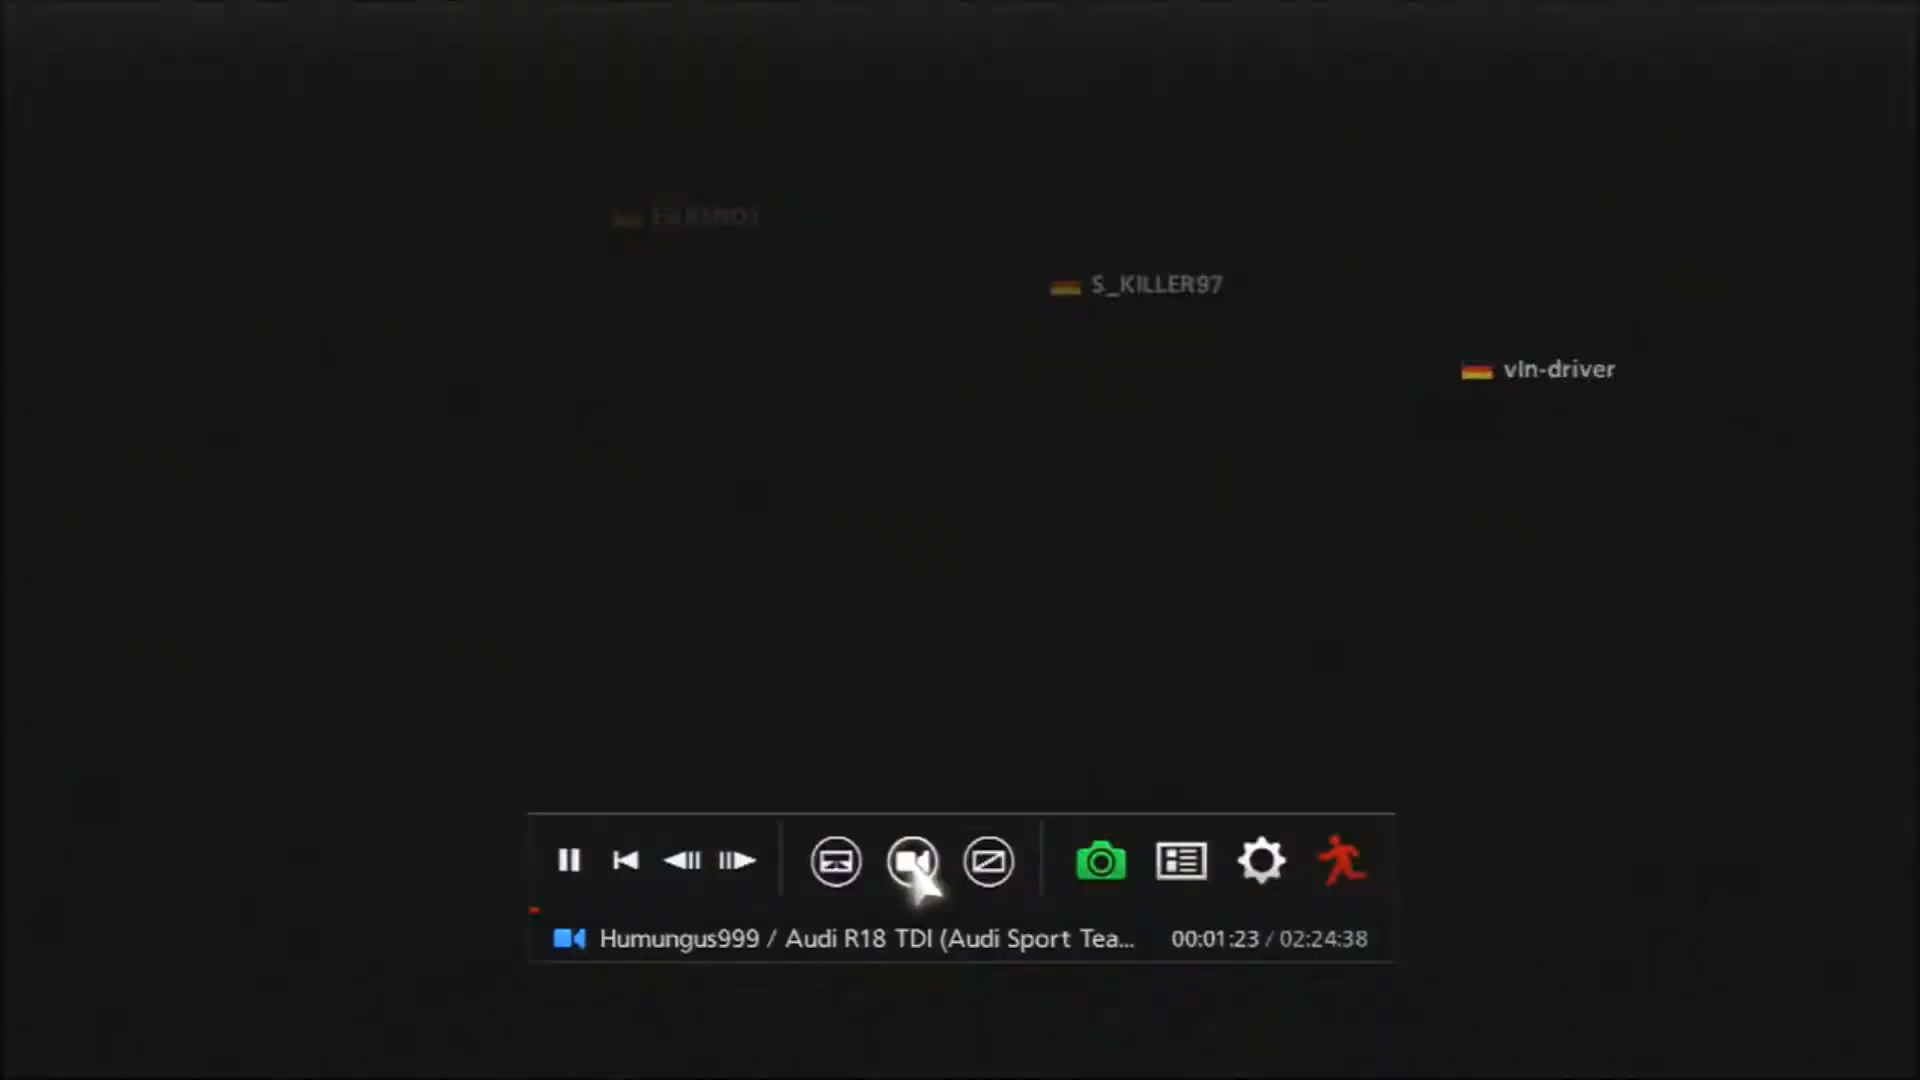 S_KILLER97
vln-driver
Humungus999 / Audi R18 TDI (Audi Sport Tea... 00:01:23 / 02:24:38